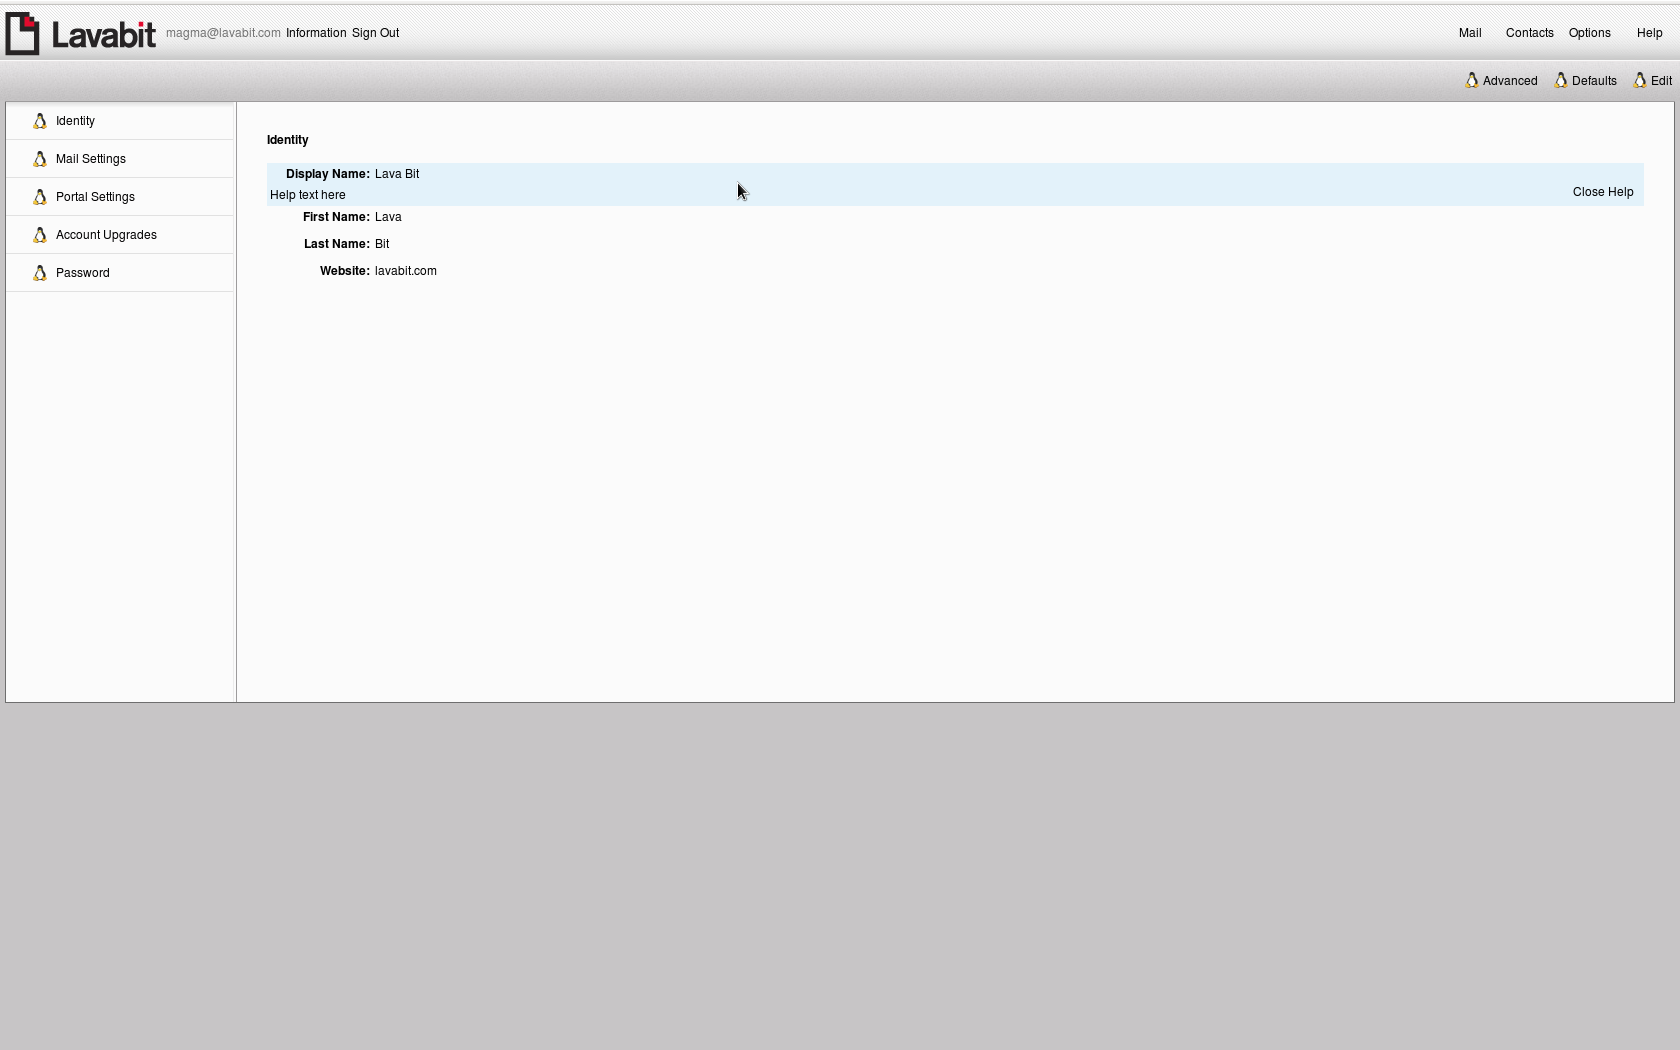 Lavabit magma@lavabit.com Information Sign Out Mail Contacts Options Help
Advanced Defaults Edit
Identity
Mail Settings
Portal Settings
Account Upgrades
Password
Identity
Display Name: Lava Bit
Help text here Close Help
First Name: Lava
Last Name: Bit
Website: lavabit.com